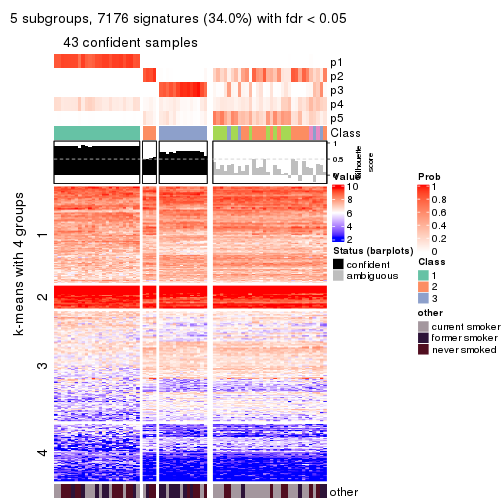 5 subgroups, 7176 signatures (34.0%) with fdr < 0.05
43 confident samples
p1
p2
p3
p4
p5
Class
1
0.5
0
Silhouette
score
k-means with 4 groups
1
2
3
4
Value
10
8
6
4
2
Status (barplots)
confident
ambiguous
Prob
1
0.8
0.6
0.4
0.2
0
Class
1
2
3
other
current smoker
former smoker
never smoked
other